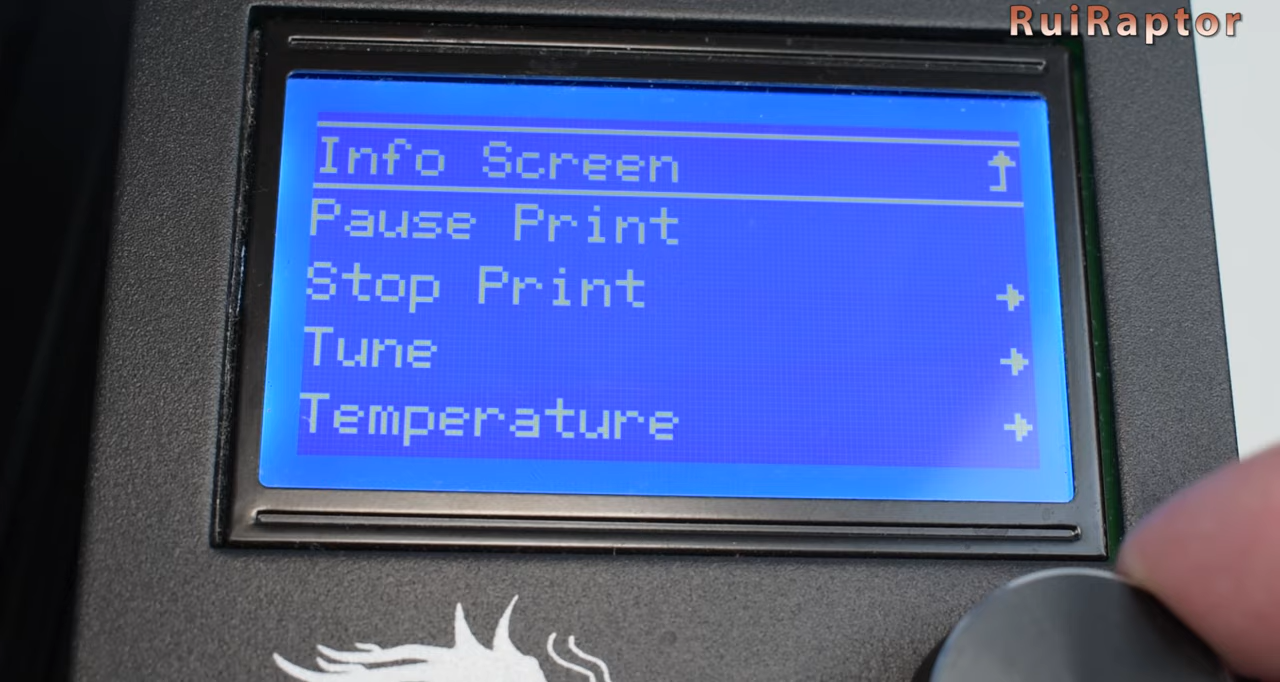 RuiRaptor
Info Screen
Pause Print
Stop Print
Tune
Temperature